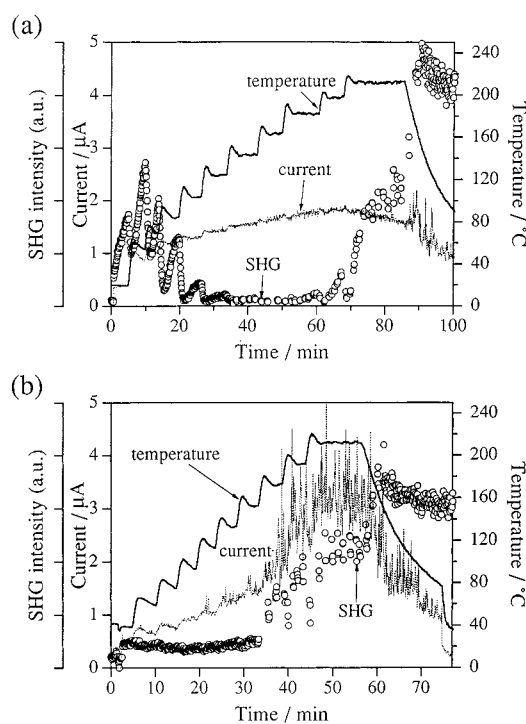 (a)
SHG intensity (a.u.)
Current / μA
5
4
3
2
1
0
240
200
160
120
80
40
0
Temperature / °C
temperature
current
SHG
0 20 40 60 80 100
Time / min
(b)
SHG intensity (a.u.)
Current / μA
5
4
3
2
1
0
240
200
160
120
80
40
0
Temperature / °C
temperature
current
SHG
0 10 20 30 40 50 60 70
Time / min